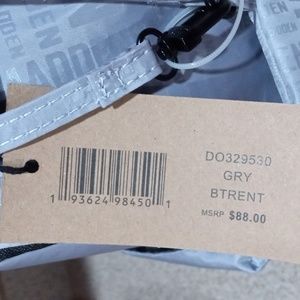 DO329530
GRY
BTRENT
MSRP $88.00
1 93624 98450 1